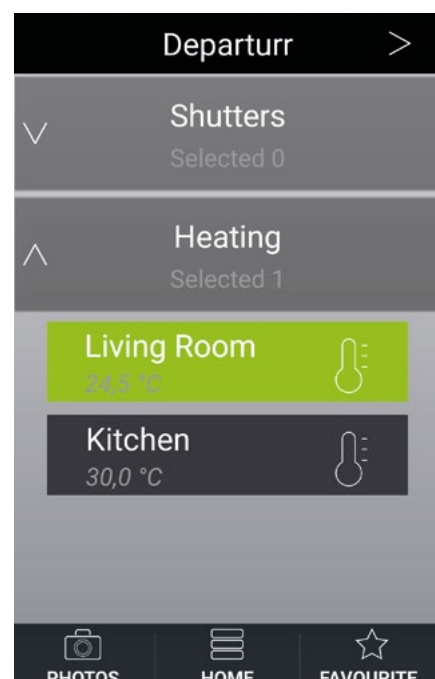 Departurr >
Shutters
Selected 0
Heating
Selected 1
Living Room
24,5 °C
Kitchen
30,0 °C
PHOTOS HOME FAVOURITE